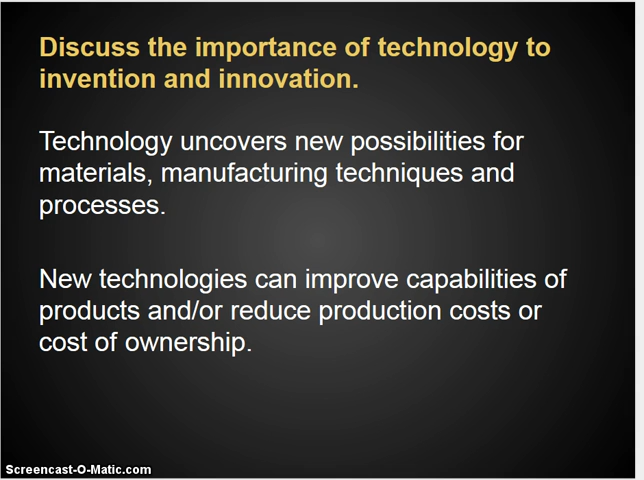 Discuss the importance of technology to
invention and innovation.
Technology uncovers new possibilities for
materials, manufacturing techniques and
processes.
New technologies can improve capabilities of
products and/or reduce production costs or
cost of ownership.
Screencast-O-Matic.com